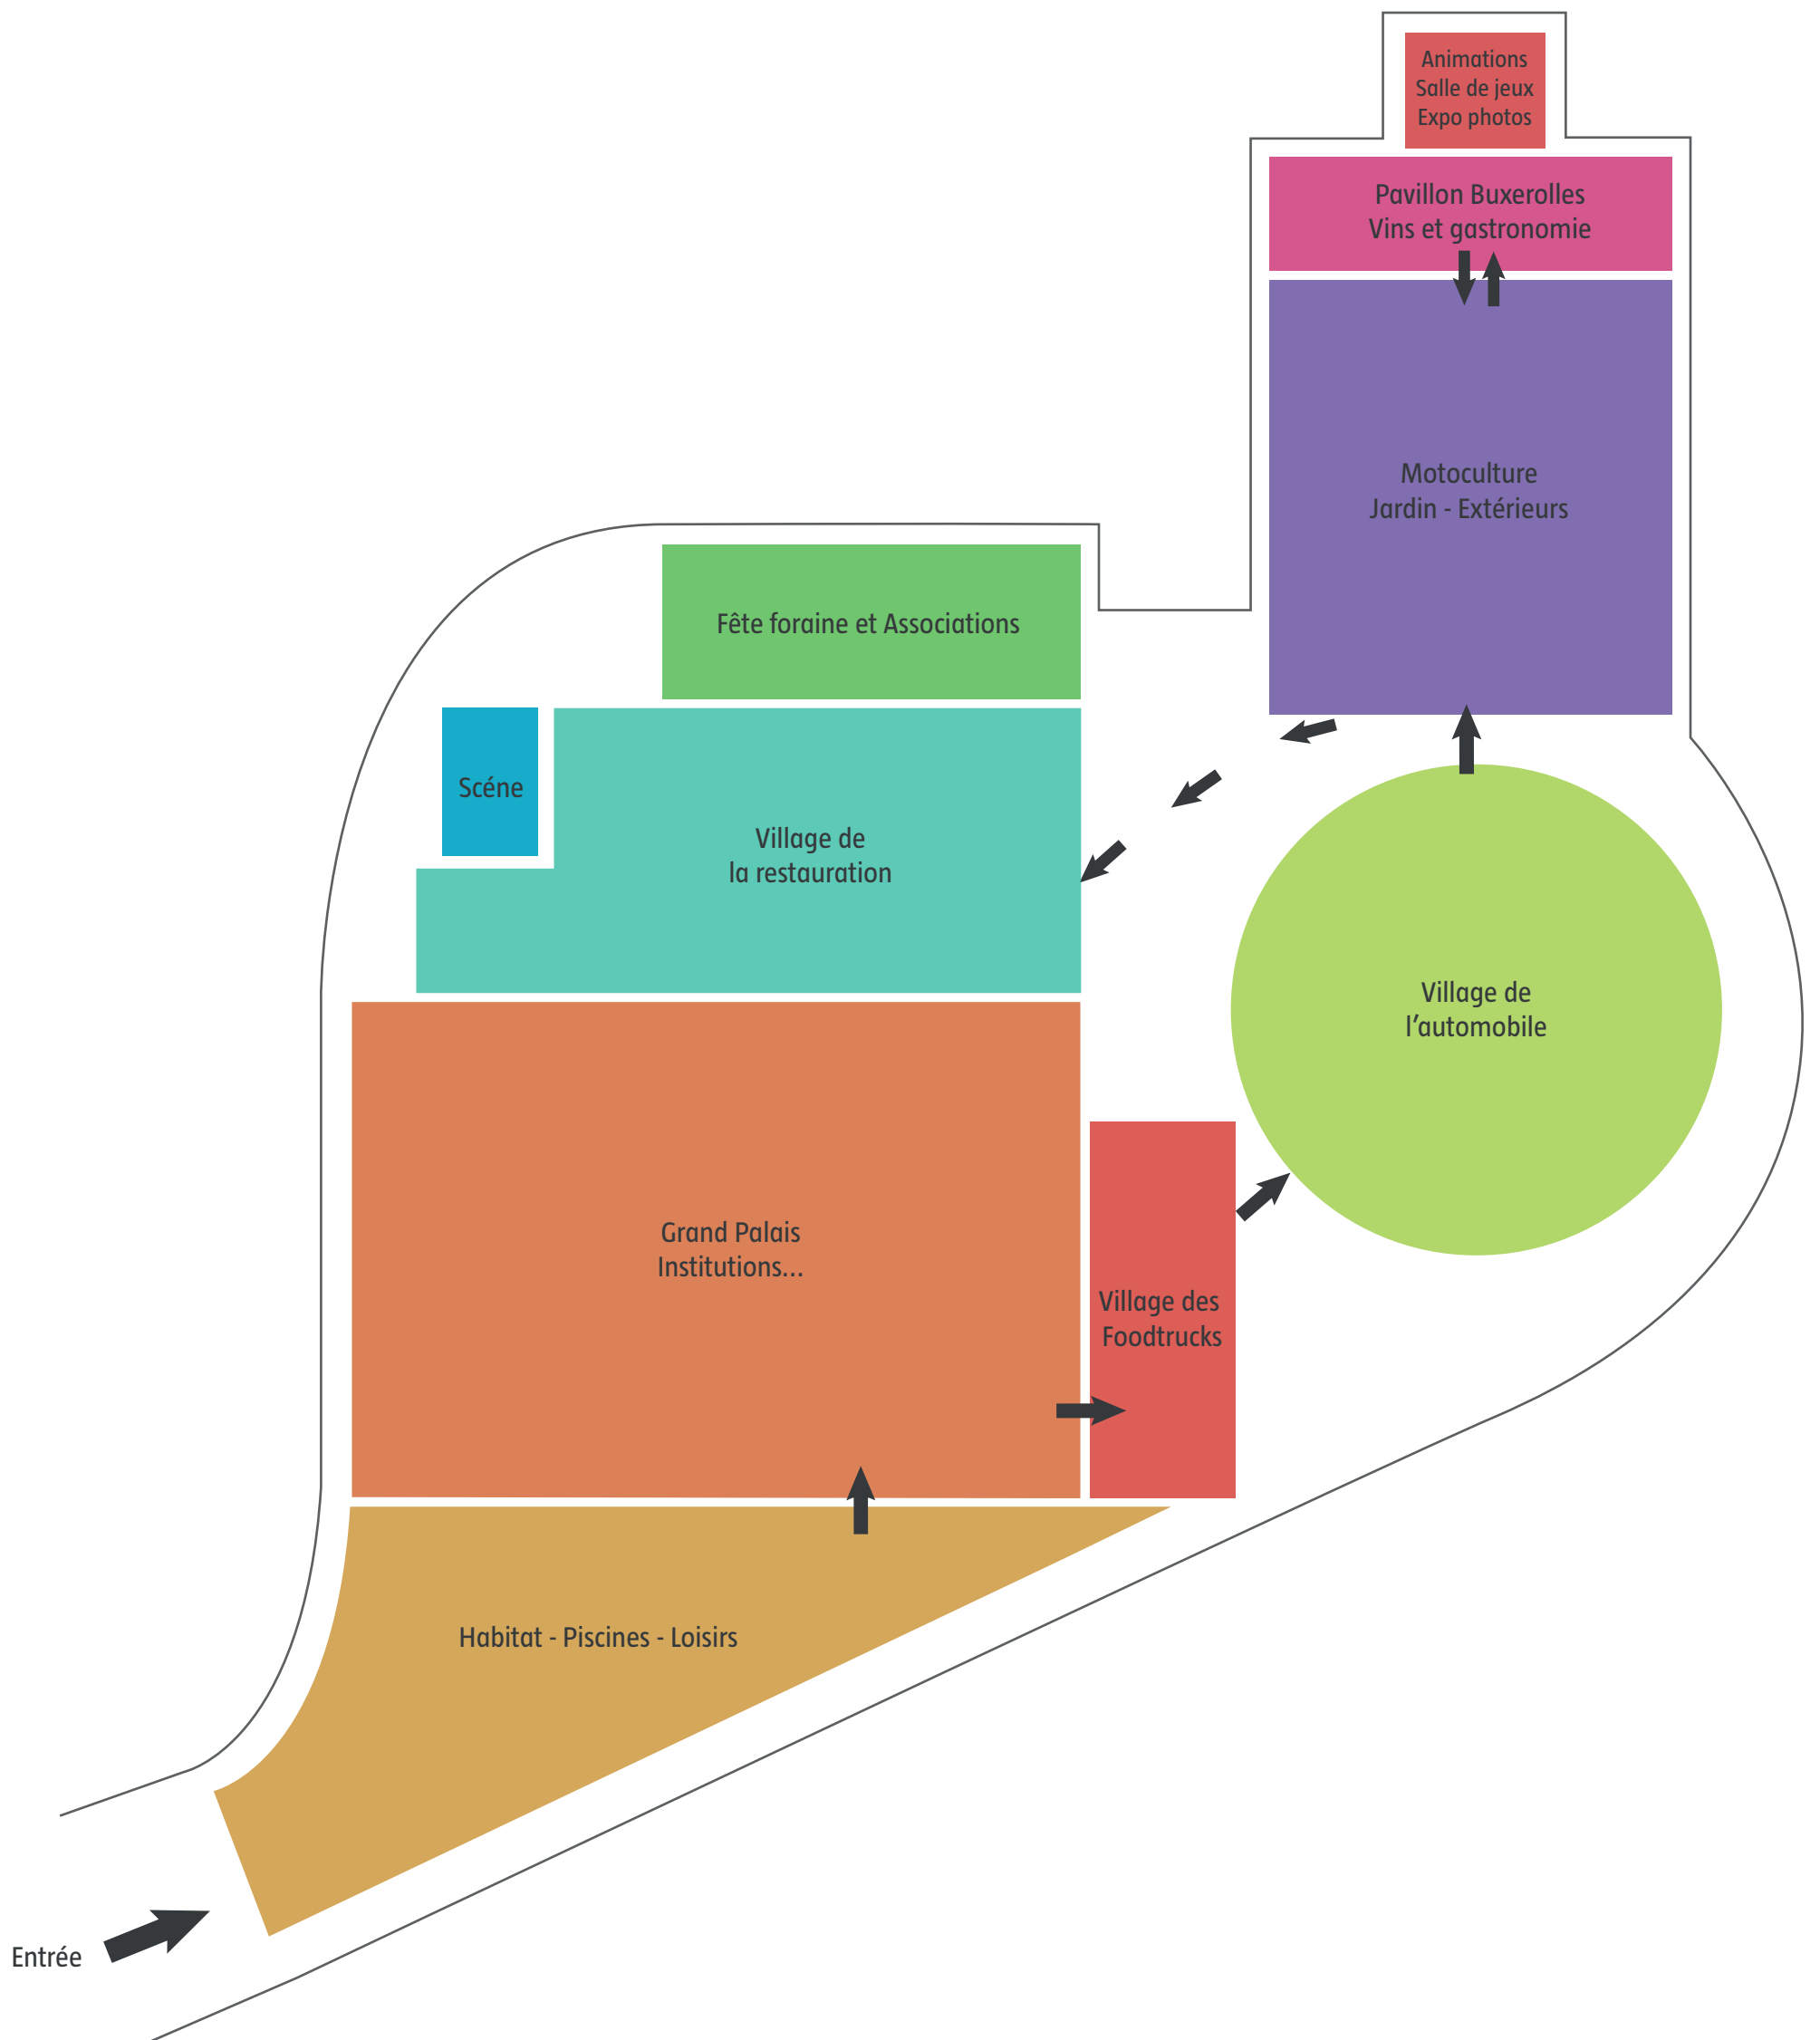 Animations
Salle de jeux
Expo photos
Pavillon Buxerolles
Vins et gastronomie
Motoculture
Jardin - Extérieurs
Fête foraine et Associations
Scéne
Village de
la restauration
Village de
l’automobile
Grand Palais
Institutions...
Village des
Foodtrucks
Habitat - Piscines - Loisirs
Entrée